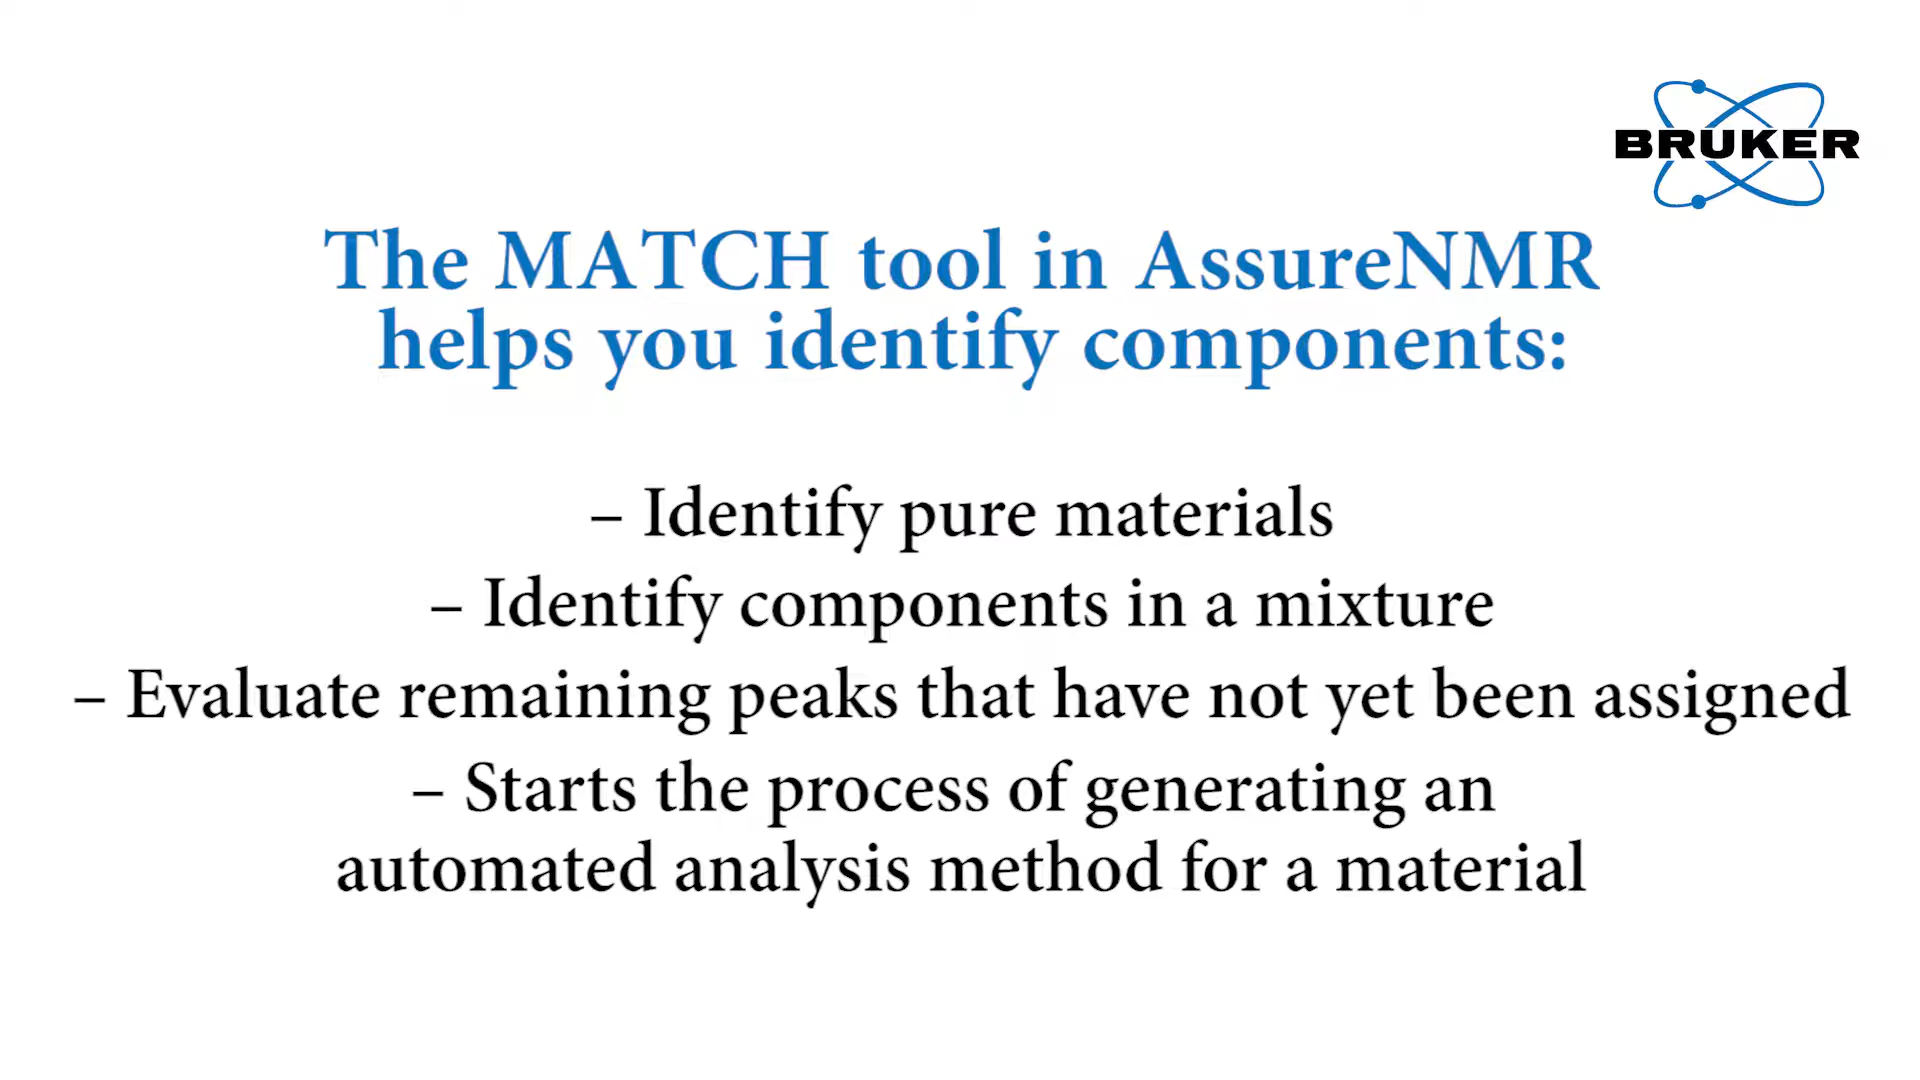 BRUKER
The MATCH tool in AssureNMR
helps you identify components:
– Identify pure materials
– Identify components in a mixture
– Evaluate remaining peaks that have not yet been assigned
– Starts the process of generating an
automated analysis method for a material